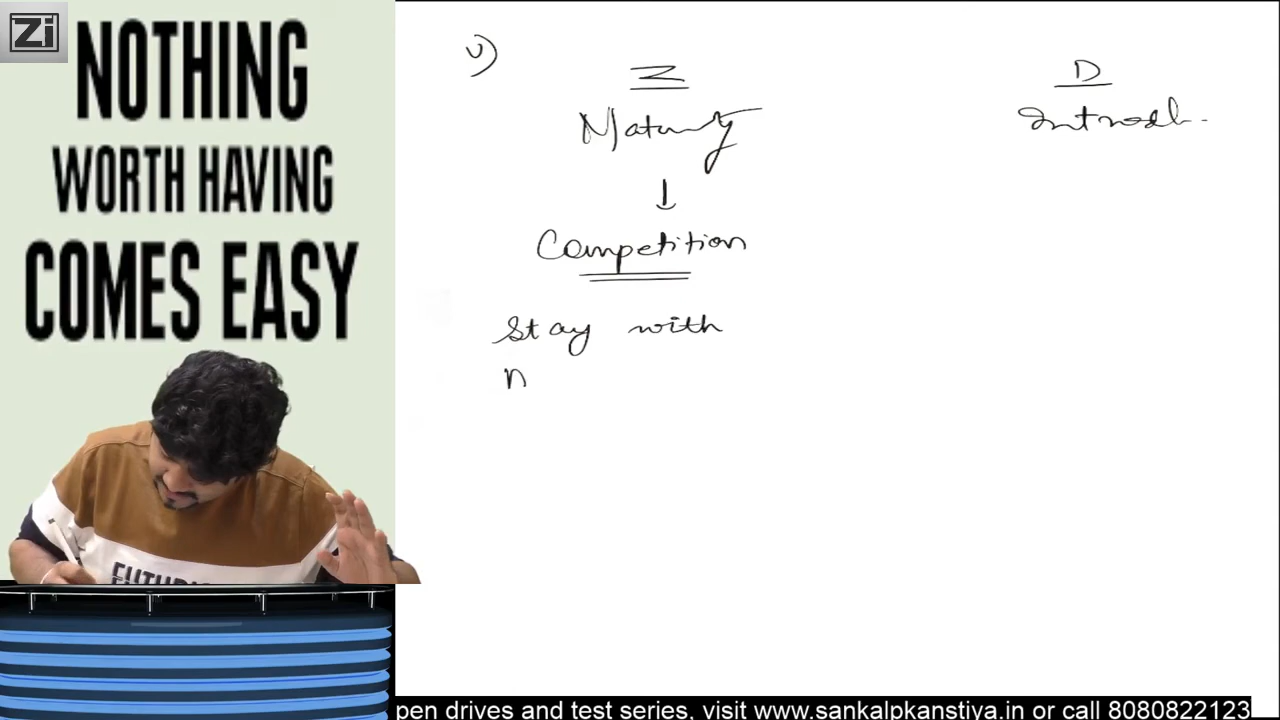 Zi
NOTHING
WORTH HAVING
COMES EASY
v)
Z
Maturity
↓
Competition
Stay with
n
D
Introdn.
pen drives and test series, visit www.sankalpkanstiya.in or call 8080822123